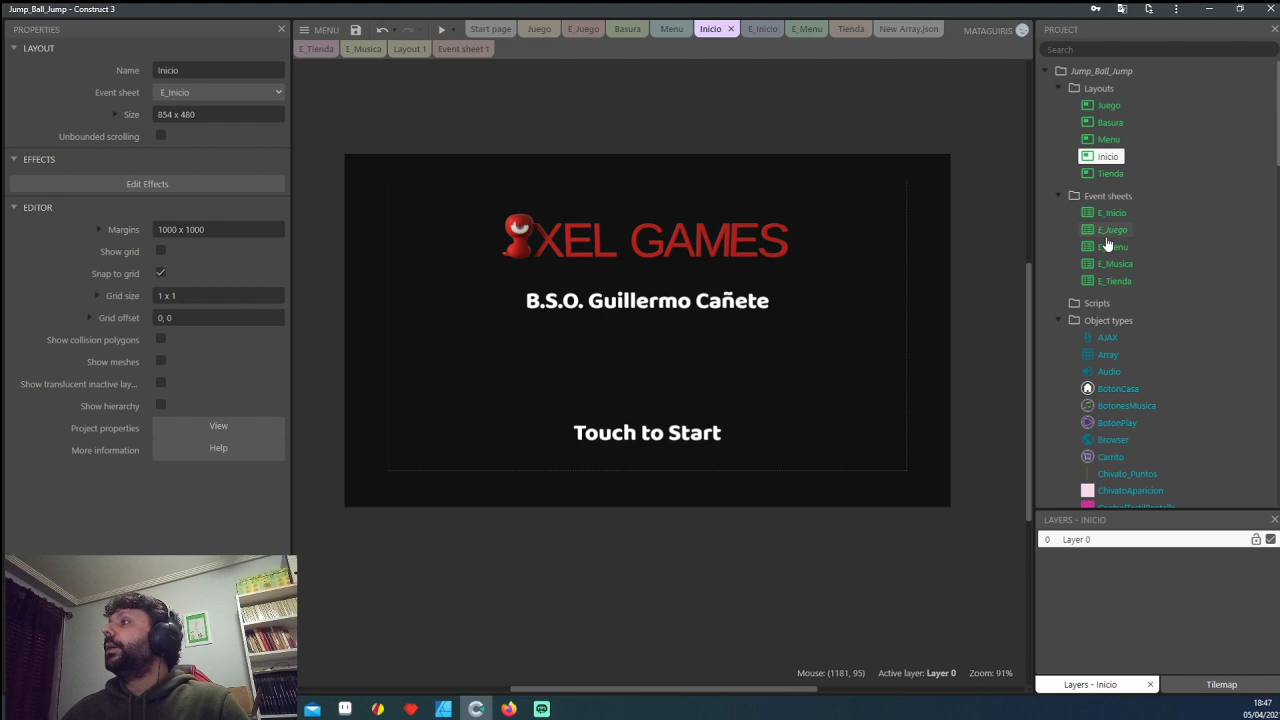 Jump_Ball_Jump - Construct 3
PROPERTIES
LAYOUT
Name Inicio
Event sheet E_Inicio
Size 854 x 480
Unbounded scrolling
EFFECTS
Edit Effects
EDITOR
Margins 1000 x 1000
Show grid
Snap to grid
Grid size 1 x 1
Grid offset 0, 0
Show collision polygons
Show meshes
Show translucent inactive lay...
Show hierarchy
Project properties View
More information Help
MENU
Start page Juego E_Juego Basura Menu Inicio E_Inicio E_Menu Tienda New Array.json
MATAGUIRIS
E_Tienda E_Musica Layout 1 Event sheet 1
XEL GAMES
B.S.O. Guillermo Cañete
Touch to Start
Mouse: (1181, 95) Active layer: Layer 0 Zoom: 91%
PROJECT
Search
Jump_Ball_Jump
Layouts
Juego
Basura
Menu
Inicio
Tienda
Event sheets
E_Inicio
E_Juego
E_Menu
E_Musica
E_Tienda
Scripts
Object types
AJAX
Array
Audio
BotonCasa
BotonesMusica
BotonPlay
Browser
Carrito
Chivato_Puntos
ChivatoAparicion
LAYERS - INICIO
0 Layer 0
Layers - Inicio Tilemap
18:47